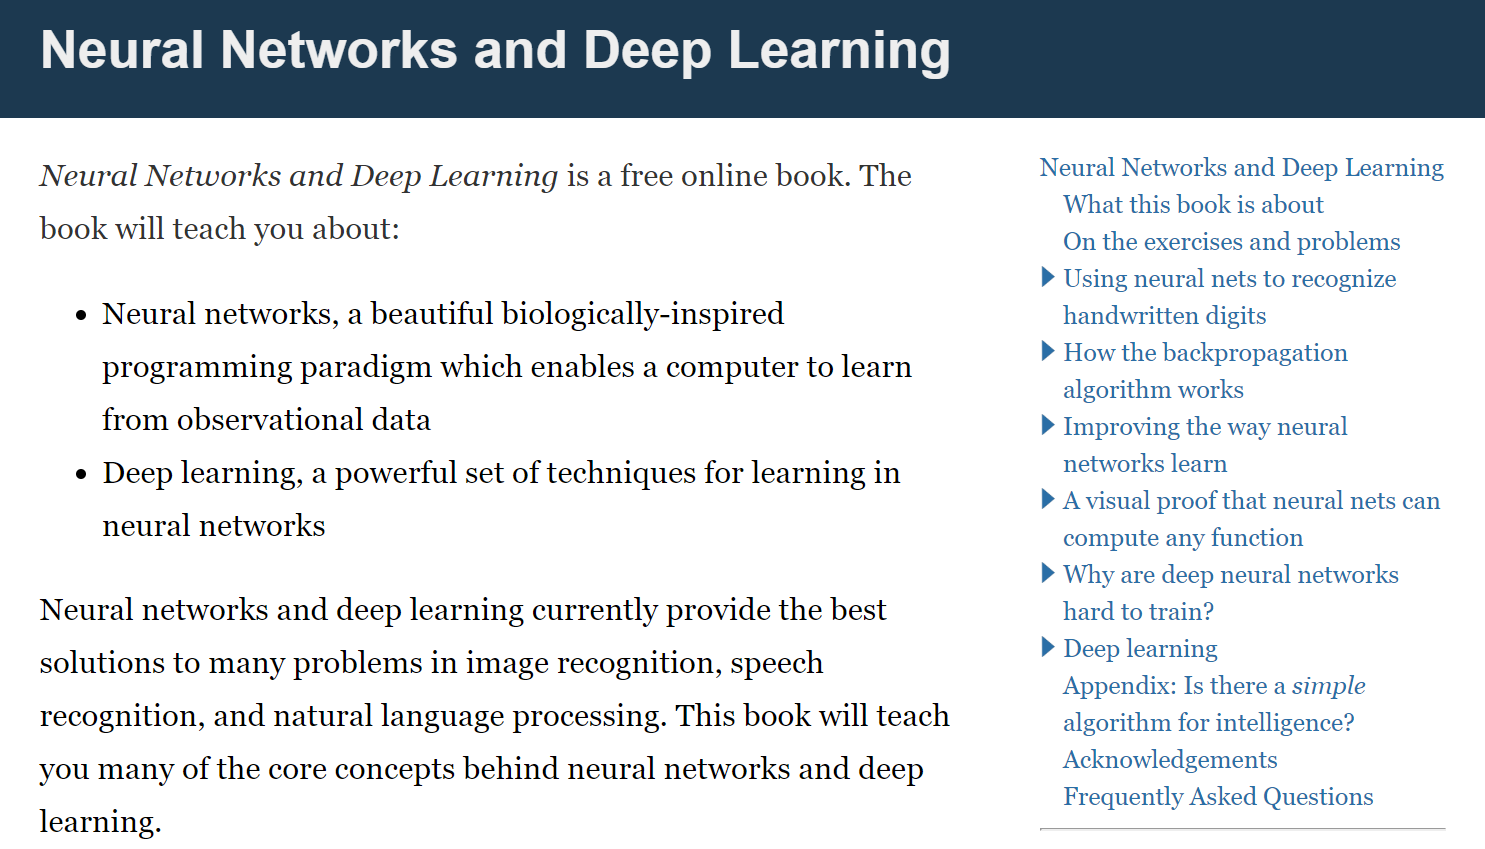 Neural Networks and Deep Learning
Neural Networks and Deep Learning is a free online book. The
book will teach you about:
• Neural networks, a beautiful biologically-inspired
programming paradigm which enables a computer to learn
from observational data
• Deep learning, a powerful set of techniques for learning in
neural networks
Neural networks and deep learning currently provide the best
solutions to many problems in image recognition, speech
recognition, and natural language processing. This book will teach
you many of the core concepts behind neural networks and deep
learning.
Neural Networks and Deep Learning
What this book is about
On the exercises and problems
Using neural nets to recognize
handwritten digits
How the backpropagation
algorithm works
Improving the way neural
networks learn
A visual proof that neural nets can
compute any function
Why are deep neural networks
hard to train?
Deep learning
Appendix: Is there a simple
algorithm for intelligence?
Acknowledgements
Frequently Asked Questions